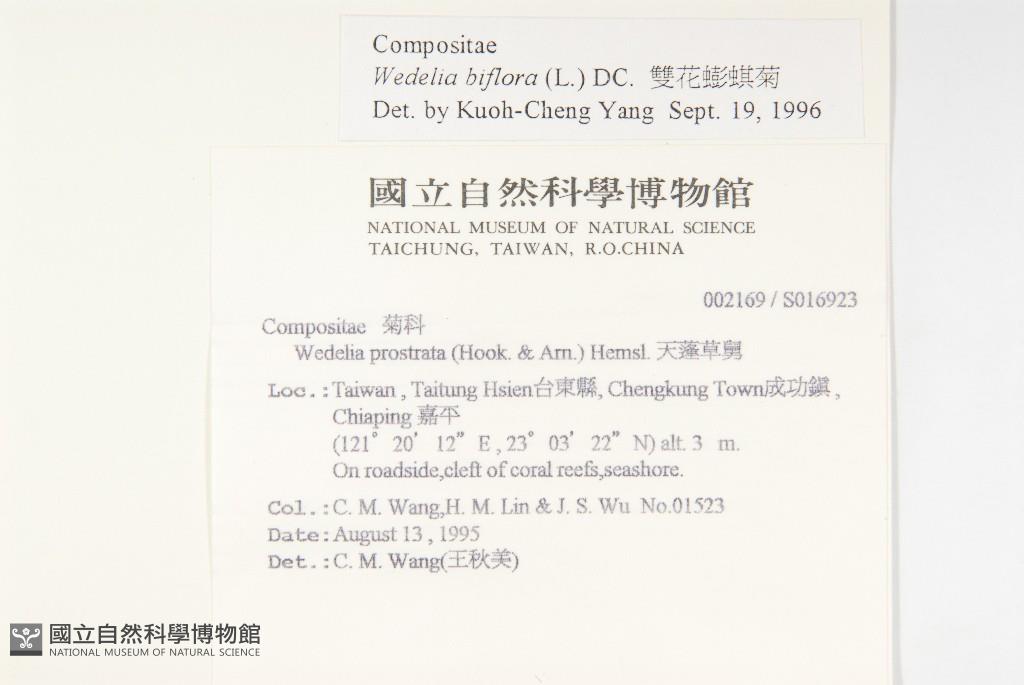 Compositae
Wedelia biflora (L.) DC. 雙花蟛蜞菊
Det. by Kuoh-Cheng Yang Sept. 19, 1996
國立自然科學博物館
NATIONAL MUSEUM OF NATURAL SCIENCE
TAICHUNG, TAIWAN, R.O.CHINA
002169 / S016923
Compositae 菊科
Wedelia prostrata (Hook. & Arn.) Hemsl. 天蓬草舅
Loc.: Taiwan , Taitung Hsien台東縣, Chengkung Town成功鎮 ,
Chiaping 嘉平
(121° 20' 12" E , 23° 03' 22" N) alt. 3 m.
On roadside,cleft of coral reefs,seashore.
Col.: C. M. Wang,H. M. Lin & J. S. Wu No.01523
Date: August 13 , 1995
Det.: C. M. Wang(王秋美)
國立自然科學博物館
NATIONAL MUSEUM OF NATURAL SCIENCE